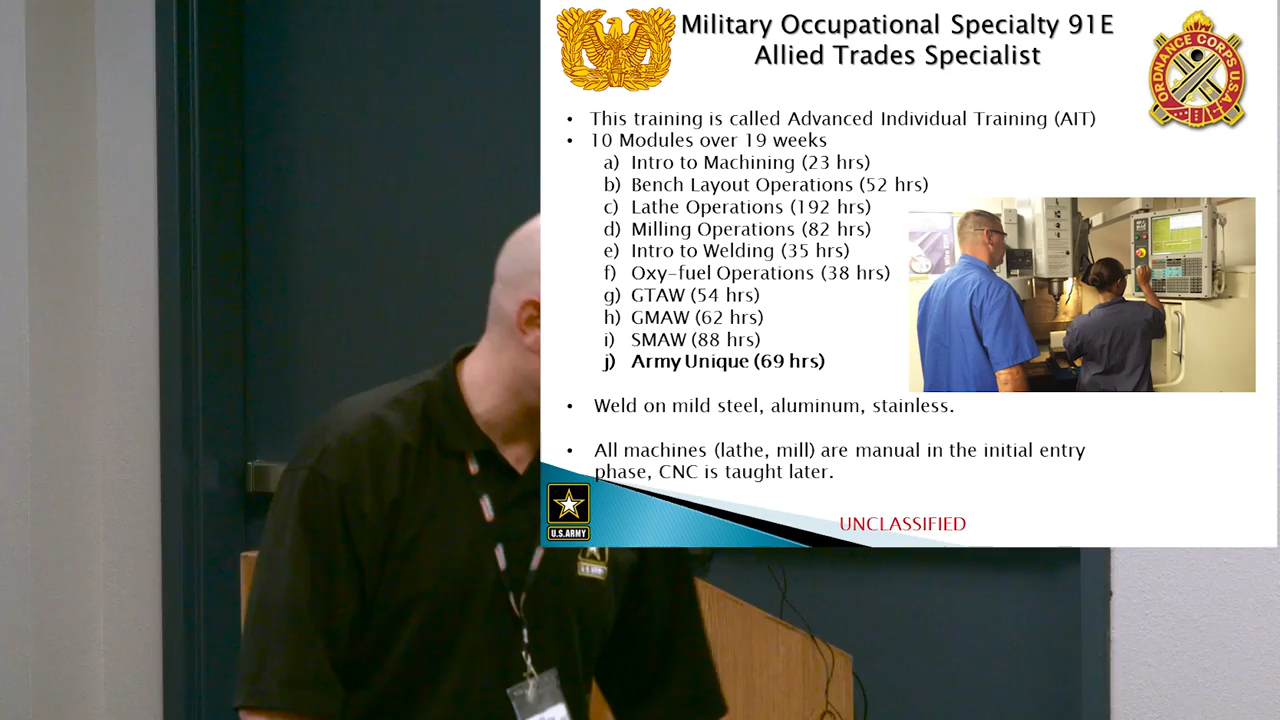 Military Occupational Specialty 91E
Allied Trades Specialist
ORDNANCE CORPS U.S.A.
• This training is called Advanced Individual Training (AIT)
• 10 Modules over 19 weeks
a) Intro to Machining (23 hrs)
b) Bench Layout Operations (52 hrs)
c) Lathe Operations (192 hrs)
d) Milling Operations (82 hrs)
e) Intro to Welding (35 hrs)
f) Oxy-fuel Operations (38 hrs)
g) GTAW (54 hrs)
h) GMAW (62 hrs)
i) SMAW (88 hrs)
j) Army Unique (69 hrs)
• Weld on mild steel, aluminum, stainless.
• All machines (lathe, mill) are manual in the initial entry
phase, CNC is taught later.
U.S.ARMY
UNCLASSIFIED